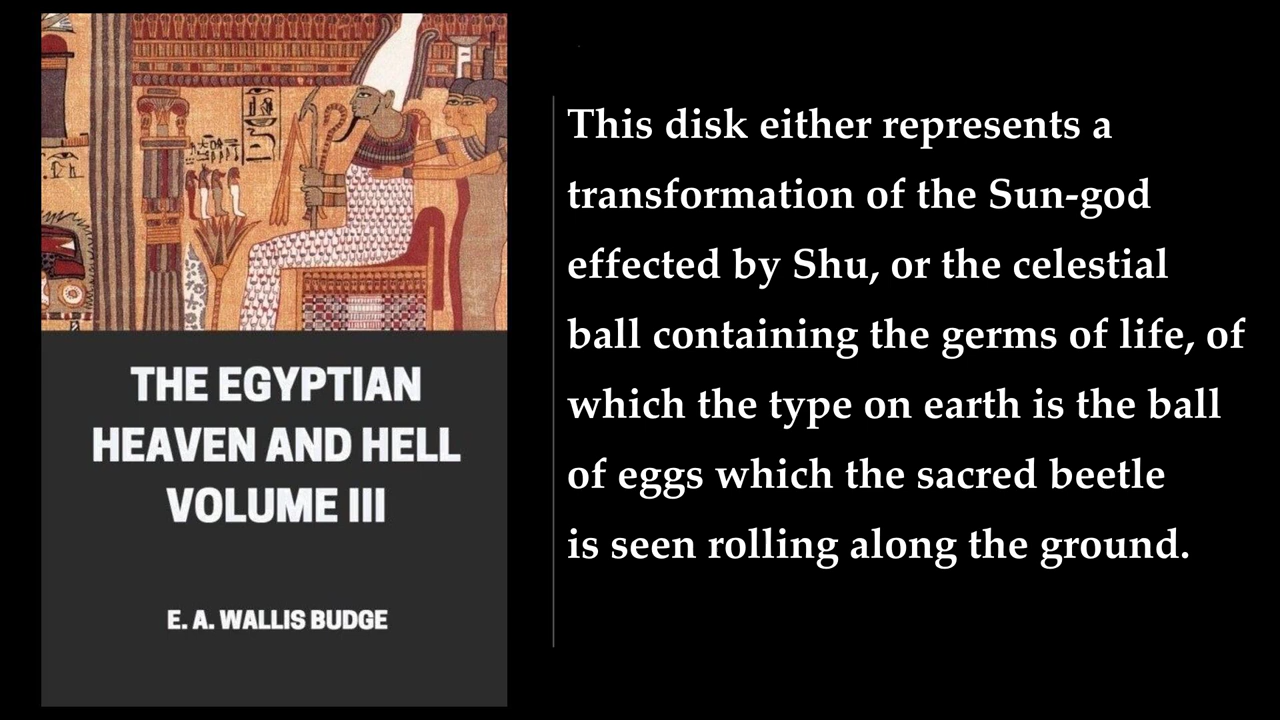 THE EGYPTIAN
HEAVEN AND HELL
VOLUME III
E. A. WALLIS BUDGE
This disk either represents a
transformation of the Sun-god
effected by Shu, or the celestial
ball containing the germs of life, of
which the type on earth is the ball
of eggs which the sacred beetle
is seen rolling along the ground.